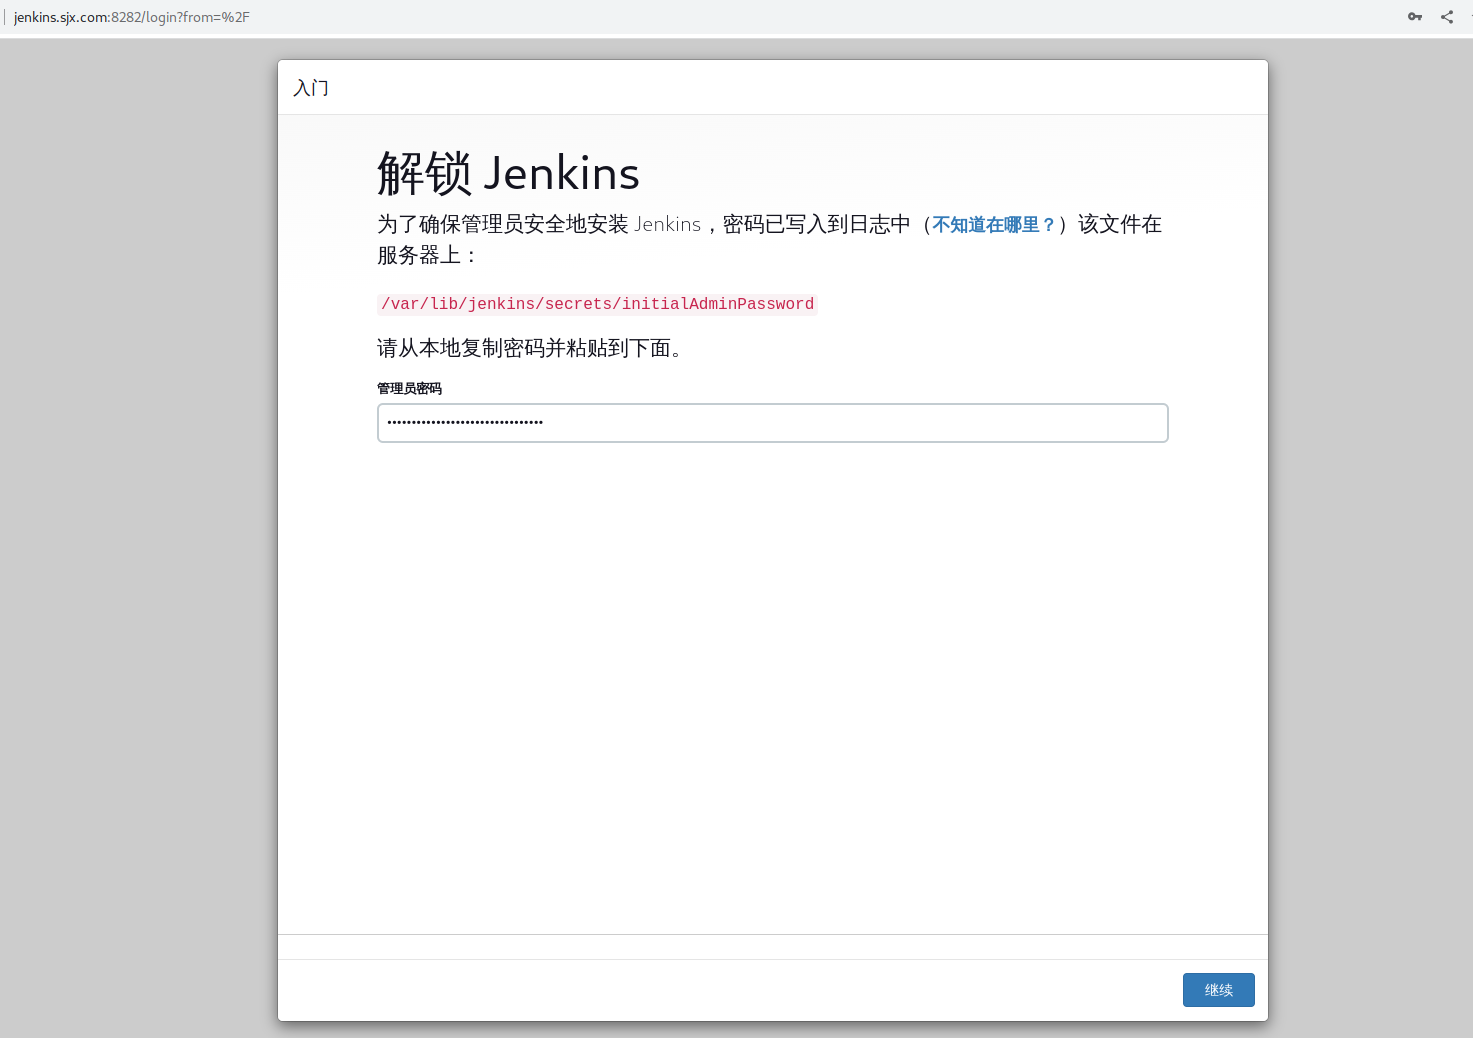 jenkins.sjx.com:8282/login?from=%2F
入门
解锁 Jenkins
为了确保管理员安全地安装 Jenkins，密码已写入到日志中（不知道在哪里？）该文件在
服务器上：
/var/lib/jenkins/secrets/initialAdminPassword
请从本地复制密码并粘贴到下面。
管理员密码
••••••••••••••••••••••••••••••••
继续